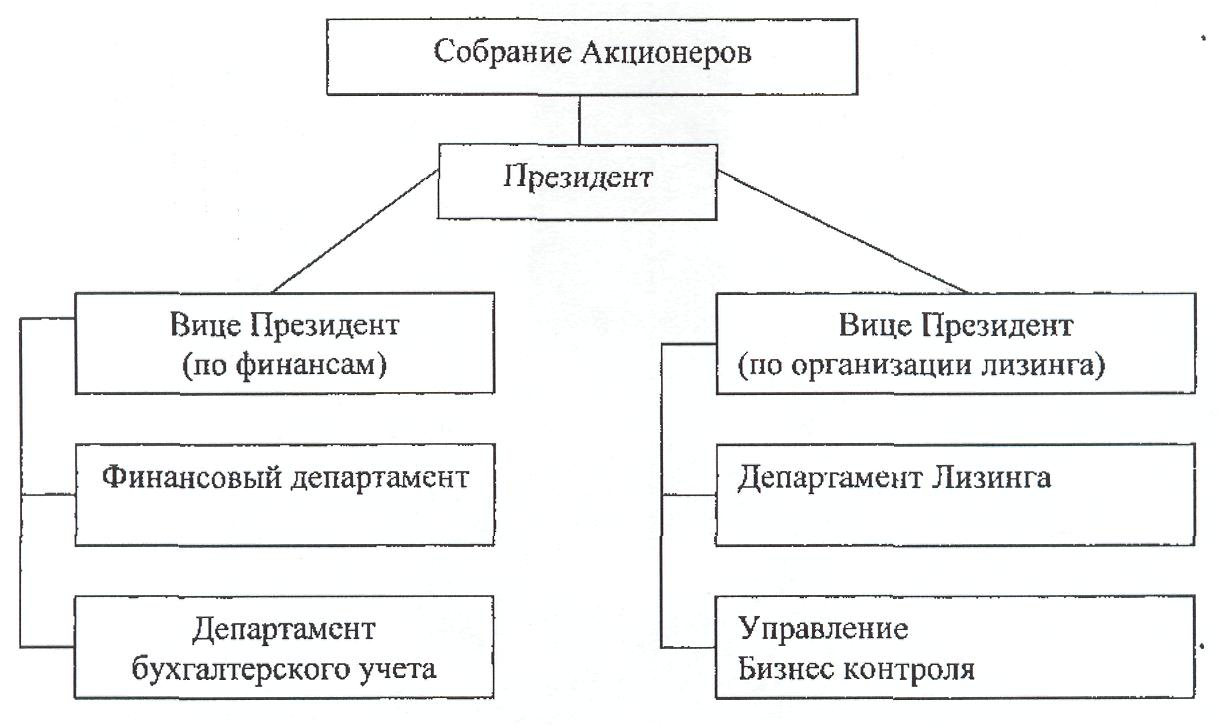 Собрание Акционеров
Президент
Вице Президент
(по финансам)
Финансовый департамент
Департамент
бухгалтерского учета
Вице Президент
(по организации лизинга)
Департамент Лизинга
Управление
Бизнес контроля